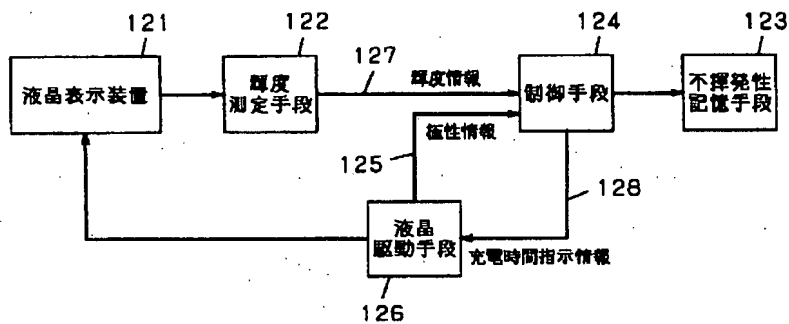 121
122
127
124
123
液晶表示装置
輝度
測定手段
輝度情報
制御手段
不揮発性
記憶手段
極性情報
125
128
液晶
駆動手段
充電時間指示情報
126